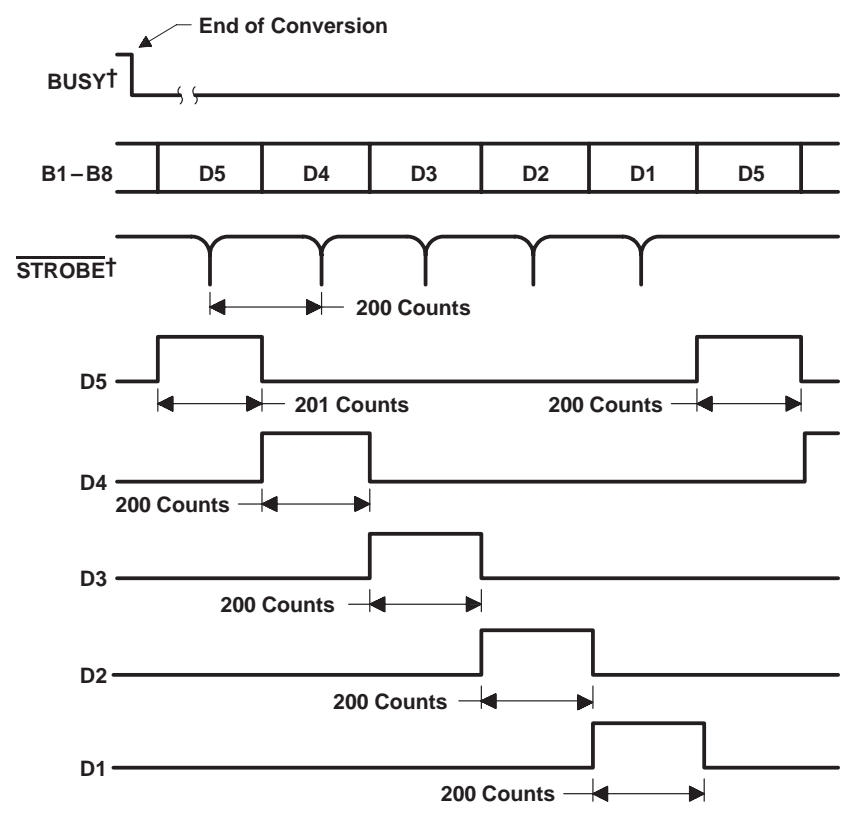 End of Conversion
BUSY†
B1–B8 D5 D4 D3 D2 D1 D5
STROBE†
200 Counts
D5
201 Counts 200 Counts
D4
200 Counts
D3
200 Counts
D2
200 Counts
D1
200 Counts